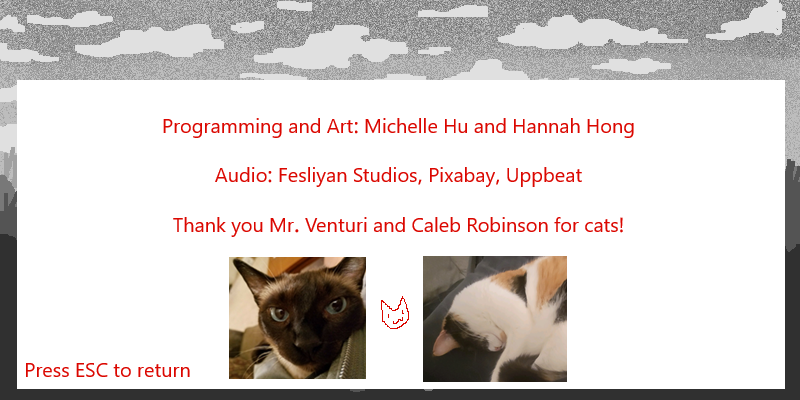 Programming and Art: Michelle Hu and Hannah Hong
Audio: Fesliyan Studios, Pixabay, Uppbeat
Thank you Mr. Venturi and Caleb Robinson for cats!
Press ESC to return